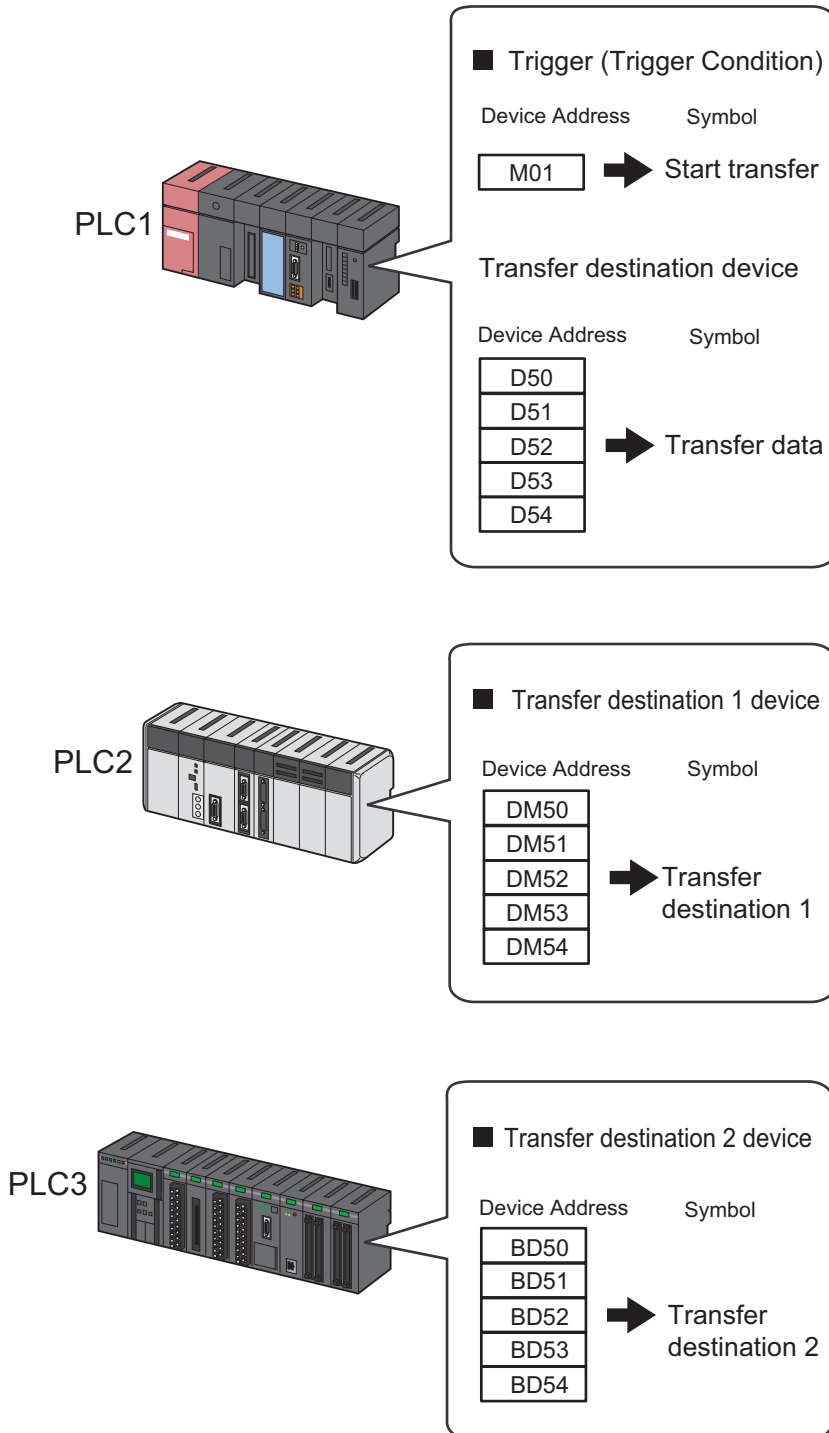 PLC1
■ Trigger (Trigger Condition)
Device Address Symbol
M01 Start transfer
Transfer destination device
Device Address Symbol
D50
D51
D52 Transfer data
D53
D54
PLC2
■ Transfer destination 1 device
Device Address Symbol
DM50
DM51
DM52 Transfer
DM53 destination 1
DM54
PLC3
■ Transfer destination 2 device
Device Address Symbol
BD50
BD51
BD52 Transfer
BD53 destination 2
BD54